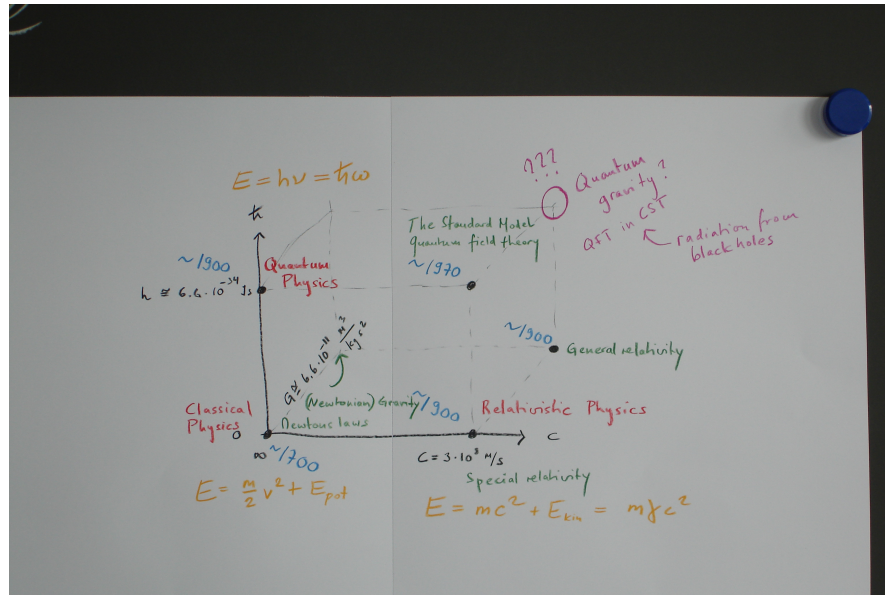 E = hν = ħω
???
...
Quantum
gravity?
QFT in CST
radiation from
black holes
ħ
The Standard Model
quantum field theory
~1900
Quantum
Physics
~1970
h ≅ 6.6·10⁻³⁴ Js
G ≅ 6.6·10⁻¹¹ M³/kg s²
~1900
General relativity
(Newtonian) Gravity
~1900
Classical
Physics
Newtons laws
Relativistic Physics
0
∞
~1700
C = 3·10⁸ M/s
C
Special relativity
E = m/2 v² + E_pot
E = mc² + E_kin = mγc²